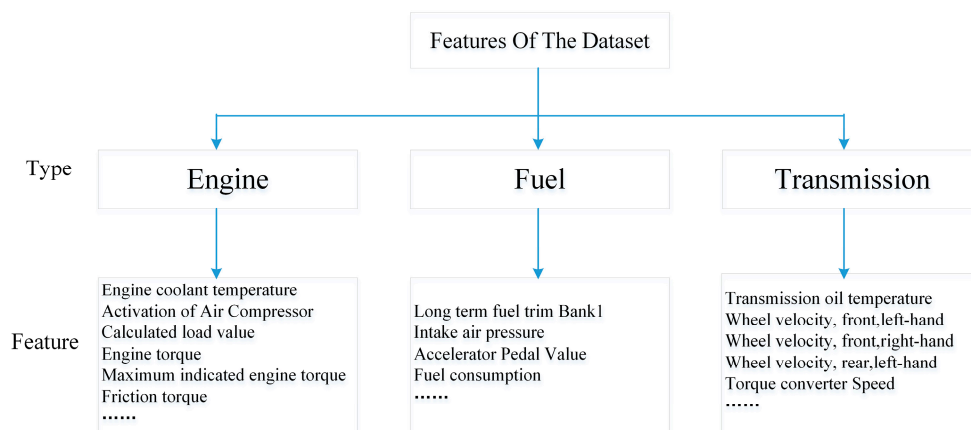 Features Of The Dataset
Type
Engine
Fuel
Transmission
Feature
Engine coolant temperature
Activation of Air Compressor
Calculated load value
Engine torque
Maximum indicated engine torque
Friction torque
......
Long term fuel trim Bank1
Intake air pressure
Accelerator Pedal Value
Fuel consumption
......
Transmission oil temperature
Wheel velocity, front,left-hand
Wheel velocity, front,right-hand
Wheel velocity, rear,left-hand
Torque converter Speed
......